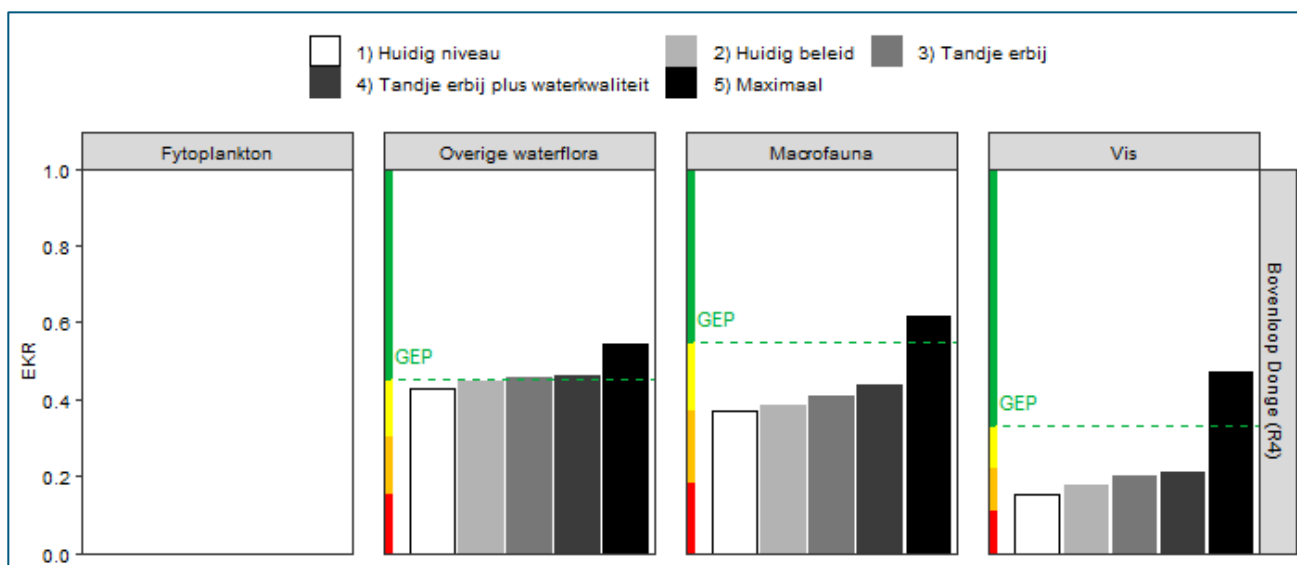 1) Huidig niveau
2) Huidig beleid
3) Tandje erbij
4) Tandje erbij plus waterkwaliteit
5) Maximaal
Fytoplankton
Overige waterflora
Macrofauna
Vis
1.0
0.8
0.6
0.4
0.2
0.0
EKR
GEP
GEP
GEP
Bovenloop Donge (R4)